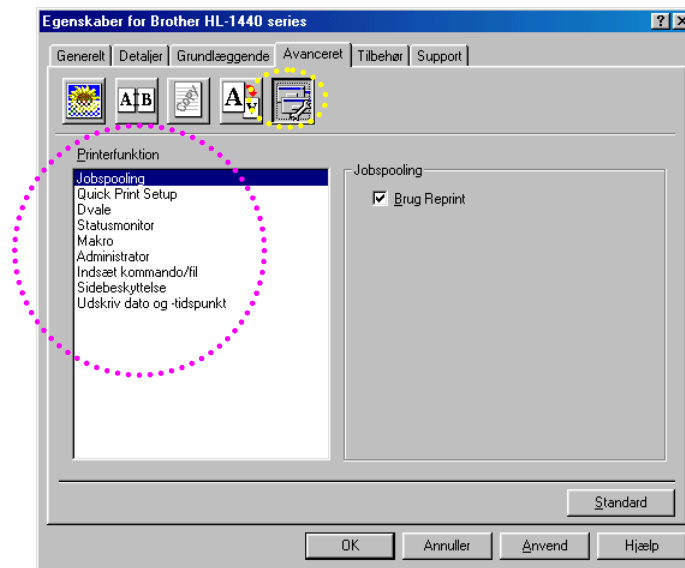 Egenskaber for Brother HL-1440 series
Generelt Detaljer Grundlæggende Avanceret Tilbehør Support
A B COPY A
Printerfunktion
Jobspooling
Quick Print Setup
Dvale
Statusmonitor
Makro
Administrator
Indsæt kommando/fil
Sidebeskyttelse
Udskriv dato og -tidspunkt
Jobspooling
Brug Reprint
Standard
OK Annuller Anvend Hjælp